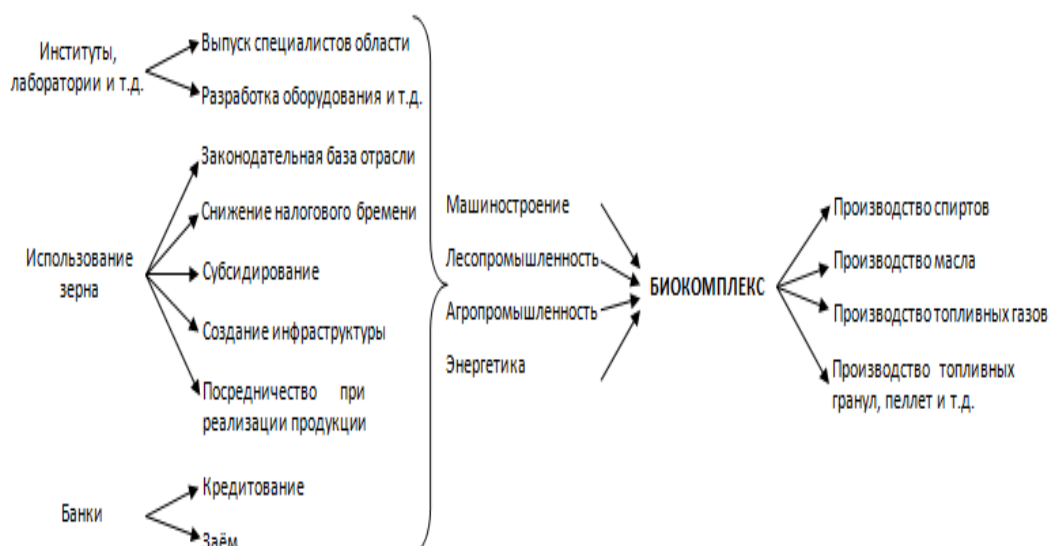 Институты,
лаборатории и т.д.
Выпуск специалистов области
Разработка оборудования и т.д.
Использование
зерна
Законодательная база отрасли
Снижение налогового бремени
Субсидирование
Создание инфраструктуры
Посредничество при
реализации продукции
Банки
Кредитование
Заём
Машиностроение
Лесопромышленность
Агропромышленность
Энергетика
БИОКОМПЛЕКС
Производство спиртов
Производство масла
Производство топливных газов
Производство топливных
гранул, пеллет и т.д.